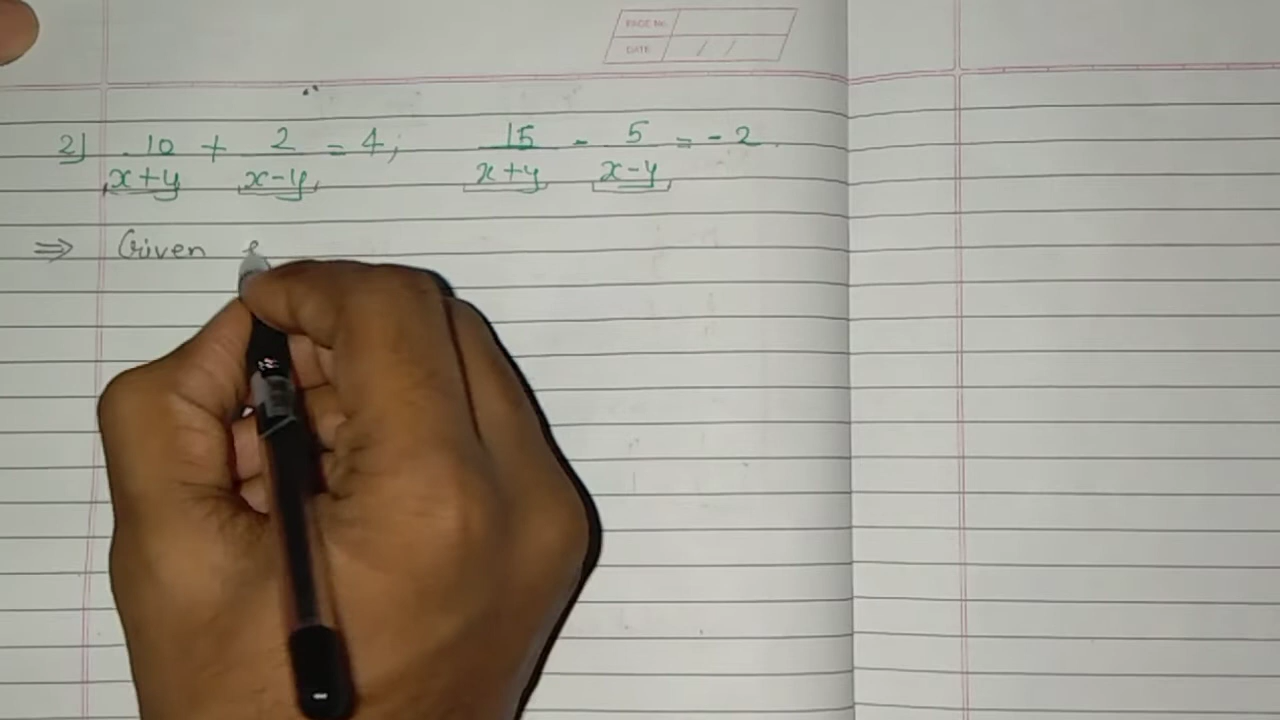 PAGE No.
DATE / /
2) 10/(x+y) + 2/(x-y) = 4; 15/(x+y) - 5/(x-y) = -2.
⇒ Given